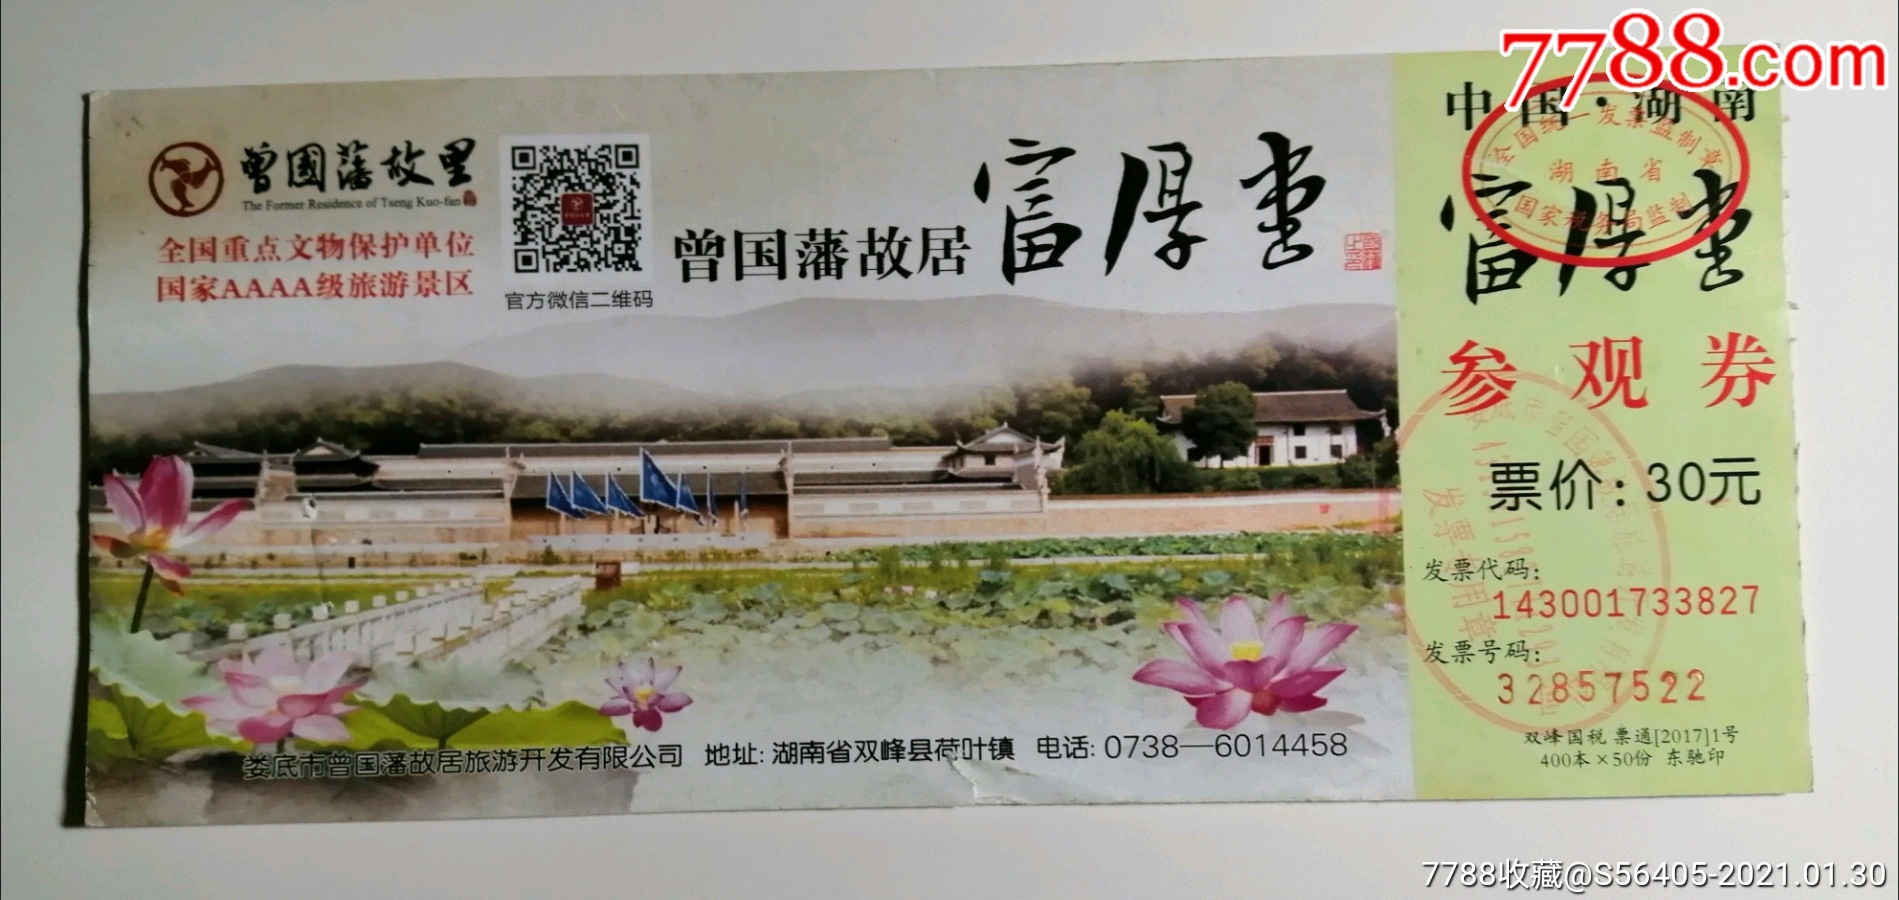 7788.com
曾國藩故里
The Former Residence of Tseng Kuo-fan
全国重点文物保护单位
国家AAAA级旅游景区
官方微信二维码
曾国藩故居
富厚堂
娄底市曾国藩故居旅游开发有限公司 地址: 湖南省双峰县荷叶镇 电话: 0738—6014458
中国·湖南
全国统一发票监制章
湖南省
国家税务局监制
富厚堂
参观券
票价: 30元
发票代码:
143001733827
发票号码:
32857522
发票专用章
双峰国税 票通[2017]1号
400本×50份 东驰印
7788收藏@S56405-2021.01.30